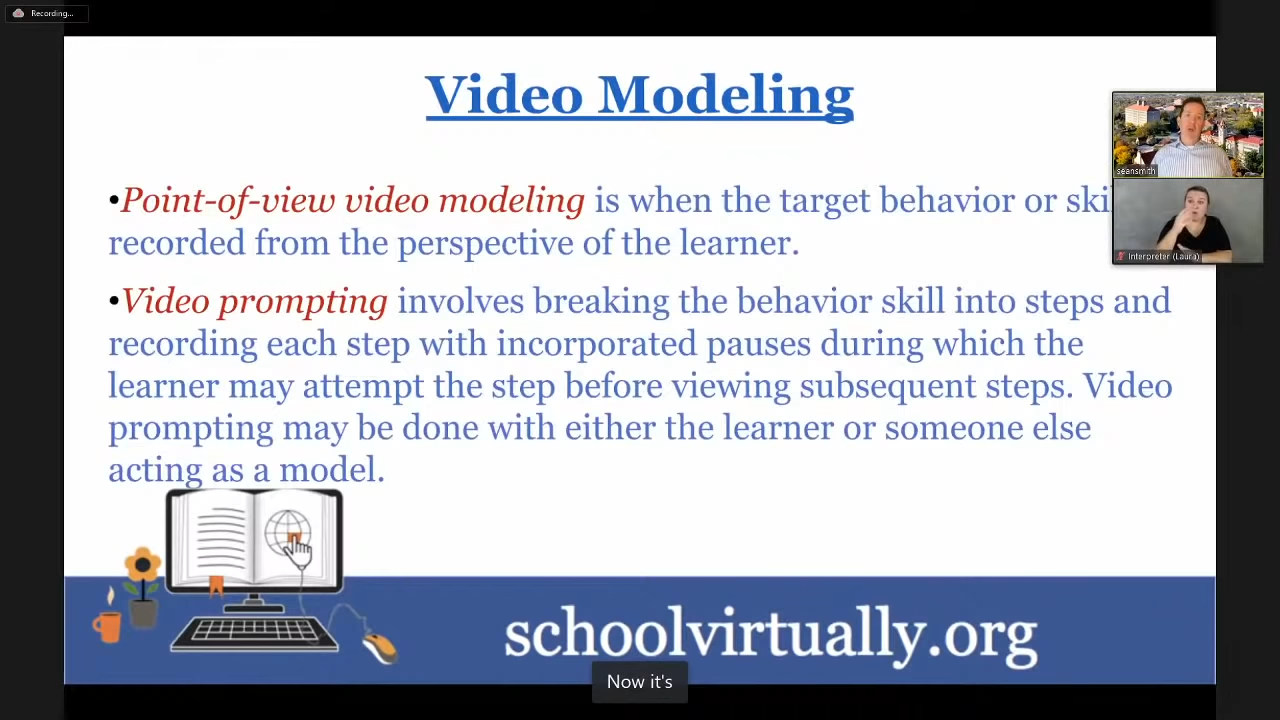 Recording...
Video Modeling
•Point-of-view video modeling is when the target behavior or
recorded from the perspective of the learner.
•Video prompting involves breaking the behavior skill into steps and
recording each step with incorporated pauses during which the
learner may attempt the step before viewing subsequent steps. Video
prompting may be done with either the learner or someone else
acting as a model.
seansmith
Interpreter (Laura)
schoolvirtually.org
Now it's